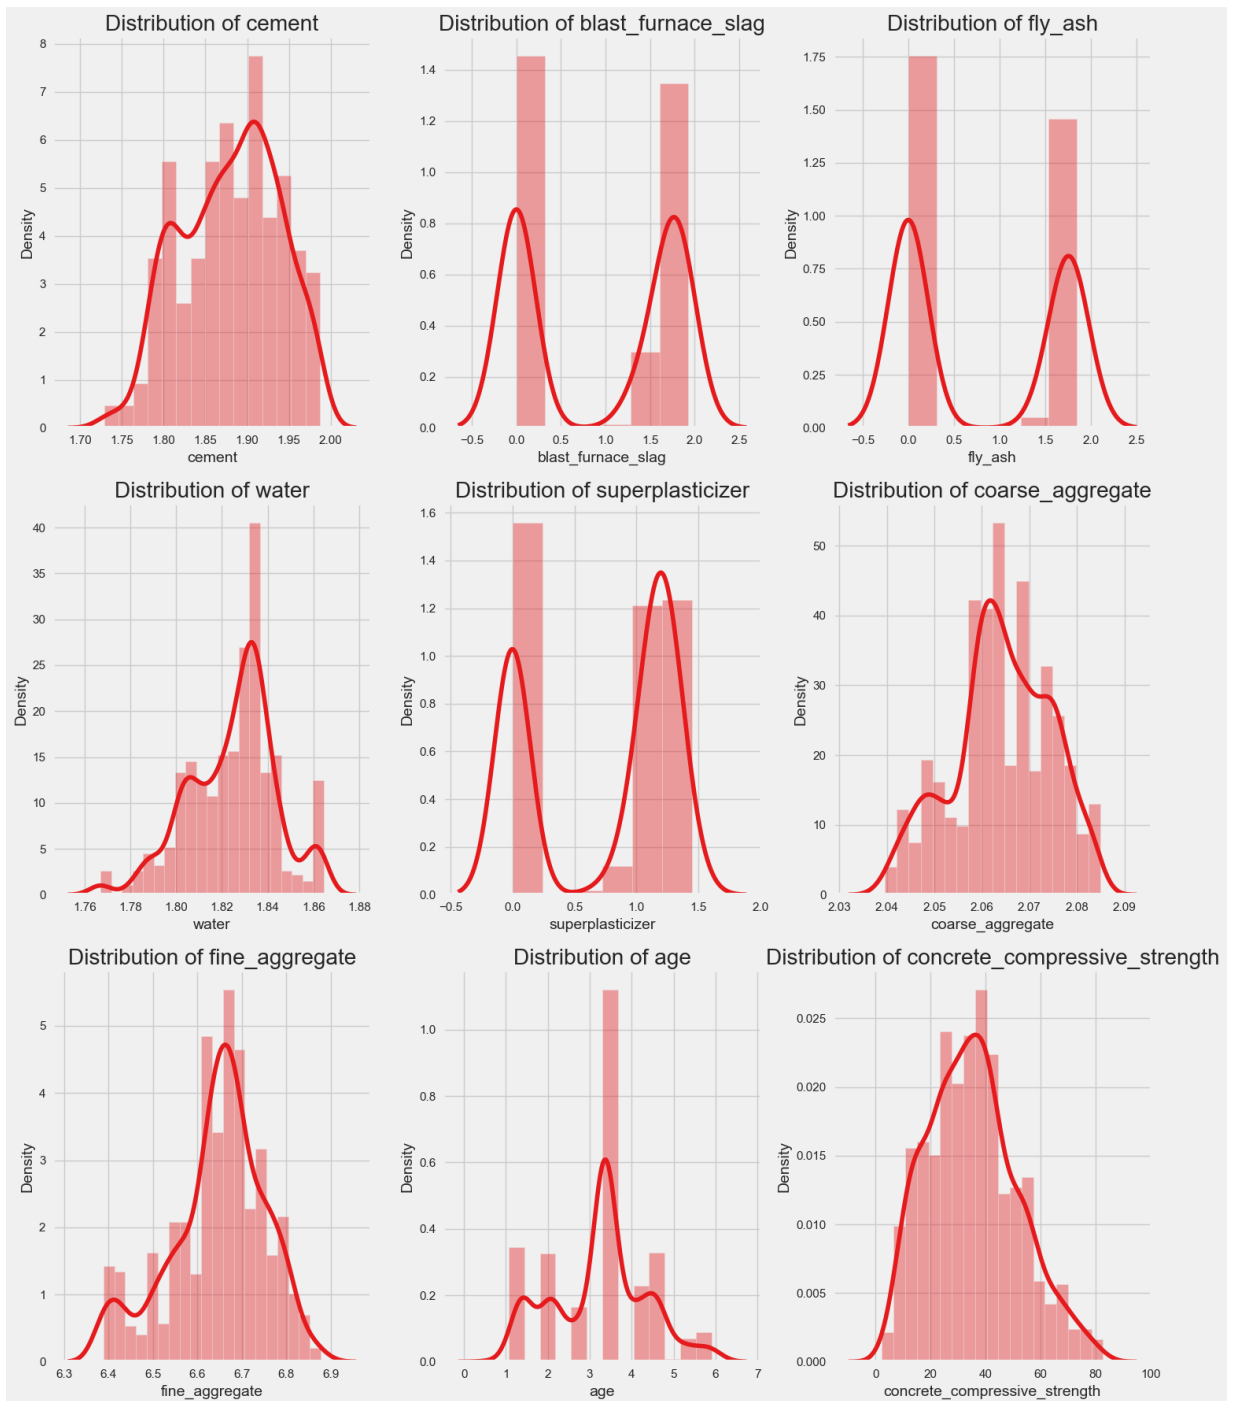 Distribution of cement
Density
8
7
6
5
4
3
2
1
0
1.70 1.75 1.80 1.85 1.90 1.95 2.00
cement
Distribution of blast_furnace_slag
Density
1.4
1.2
1.0
0.8
0.6
0.4
0.2
0.0
−0.5 0.0 0.5 1.0 1.5 2.0 2.5
blast_furnace_slag
Distribution of fly_ash
Density
1.75
1.50
1.25
1.00
0.75
0.50
0.25
0.00
−0.5 0.0 0.5 1.0 1.5 2.0 2.5
fly_ash
Distribution of water
Density
40
35
30
25
20
15
10
5
0
1.76 1.78 1.80 1.82 1.84 1.86 1.88
water
Distribution of superplasticizer
Density
1.6
1.4
1.2
1.0
0.8
0.6
0.4
0.2
0.0
−0.5 0.0 0.5 1.0 1.5 2.0
superplasticizer
Distribution of coarse_aggregate
Density
50
40
30
20
10
0
2.03 2.04 2.05 2.06 2.07 2.08 2.09
coarse_aggregate
Distribution of fine_aggregate
Density
5
4
3
2
1
0
6.3 6.4 6.5 6.6 6.7 6.8 6.9
fine_aggregate
Distribution of age
Density
1.0
0.8
0.6
0.4
0.2
0.0
0 1 2 3 4 5 6 7
age
Distribution of concrete_compressive_strength
Density
0.025
0.020
0.015
0.010
0.005
0.000
0 20 40 60 80 100
concrete_compressive_strength